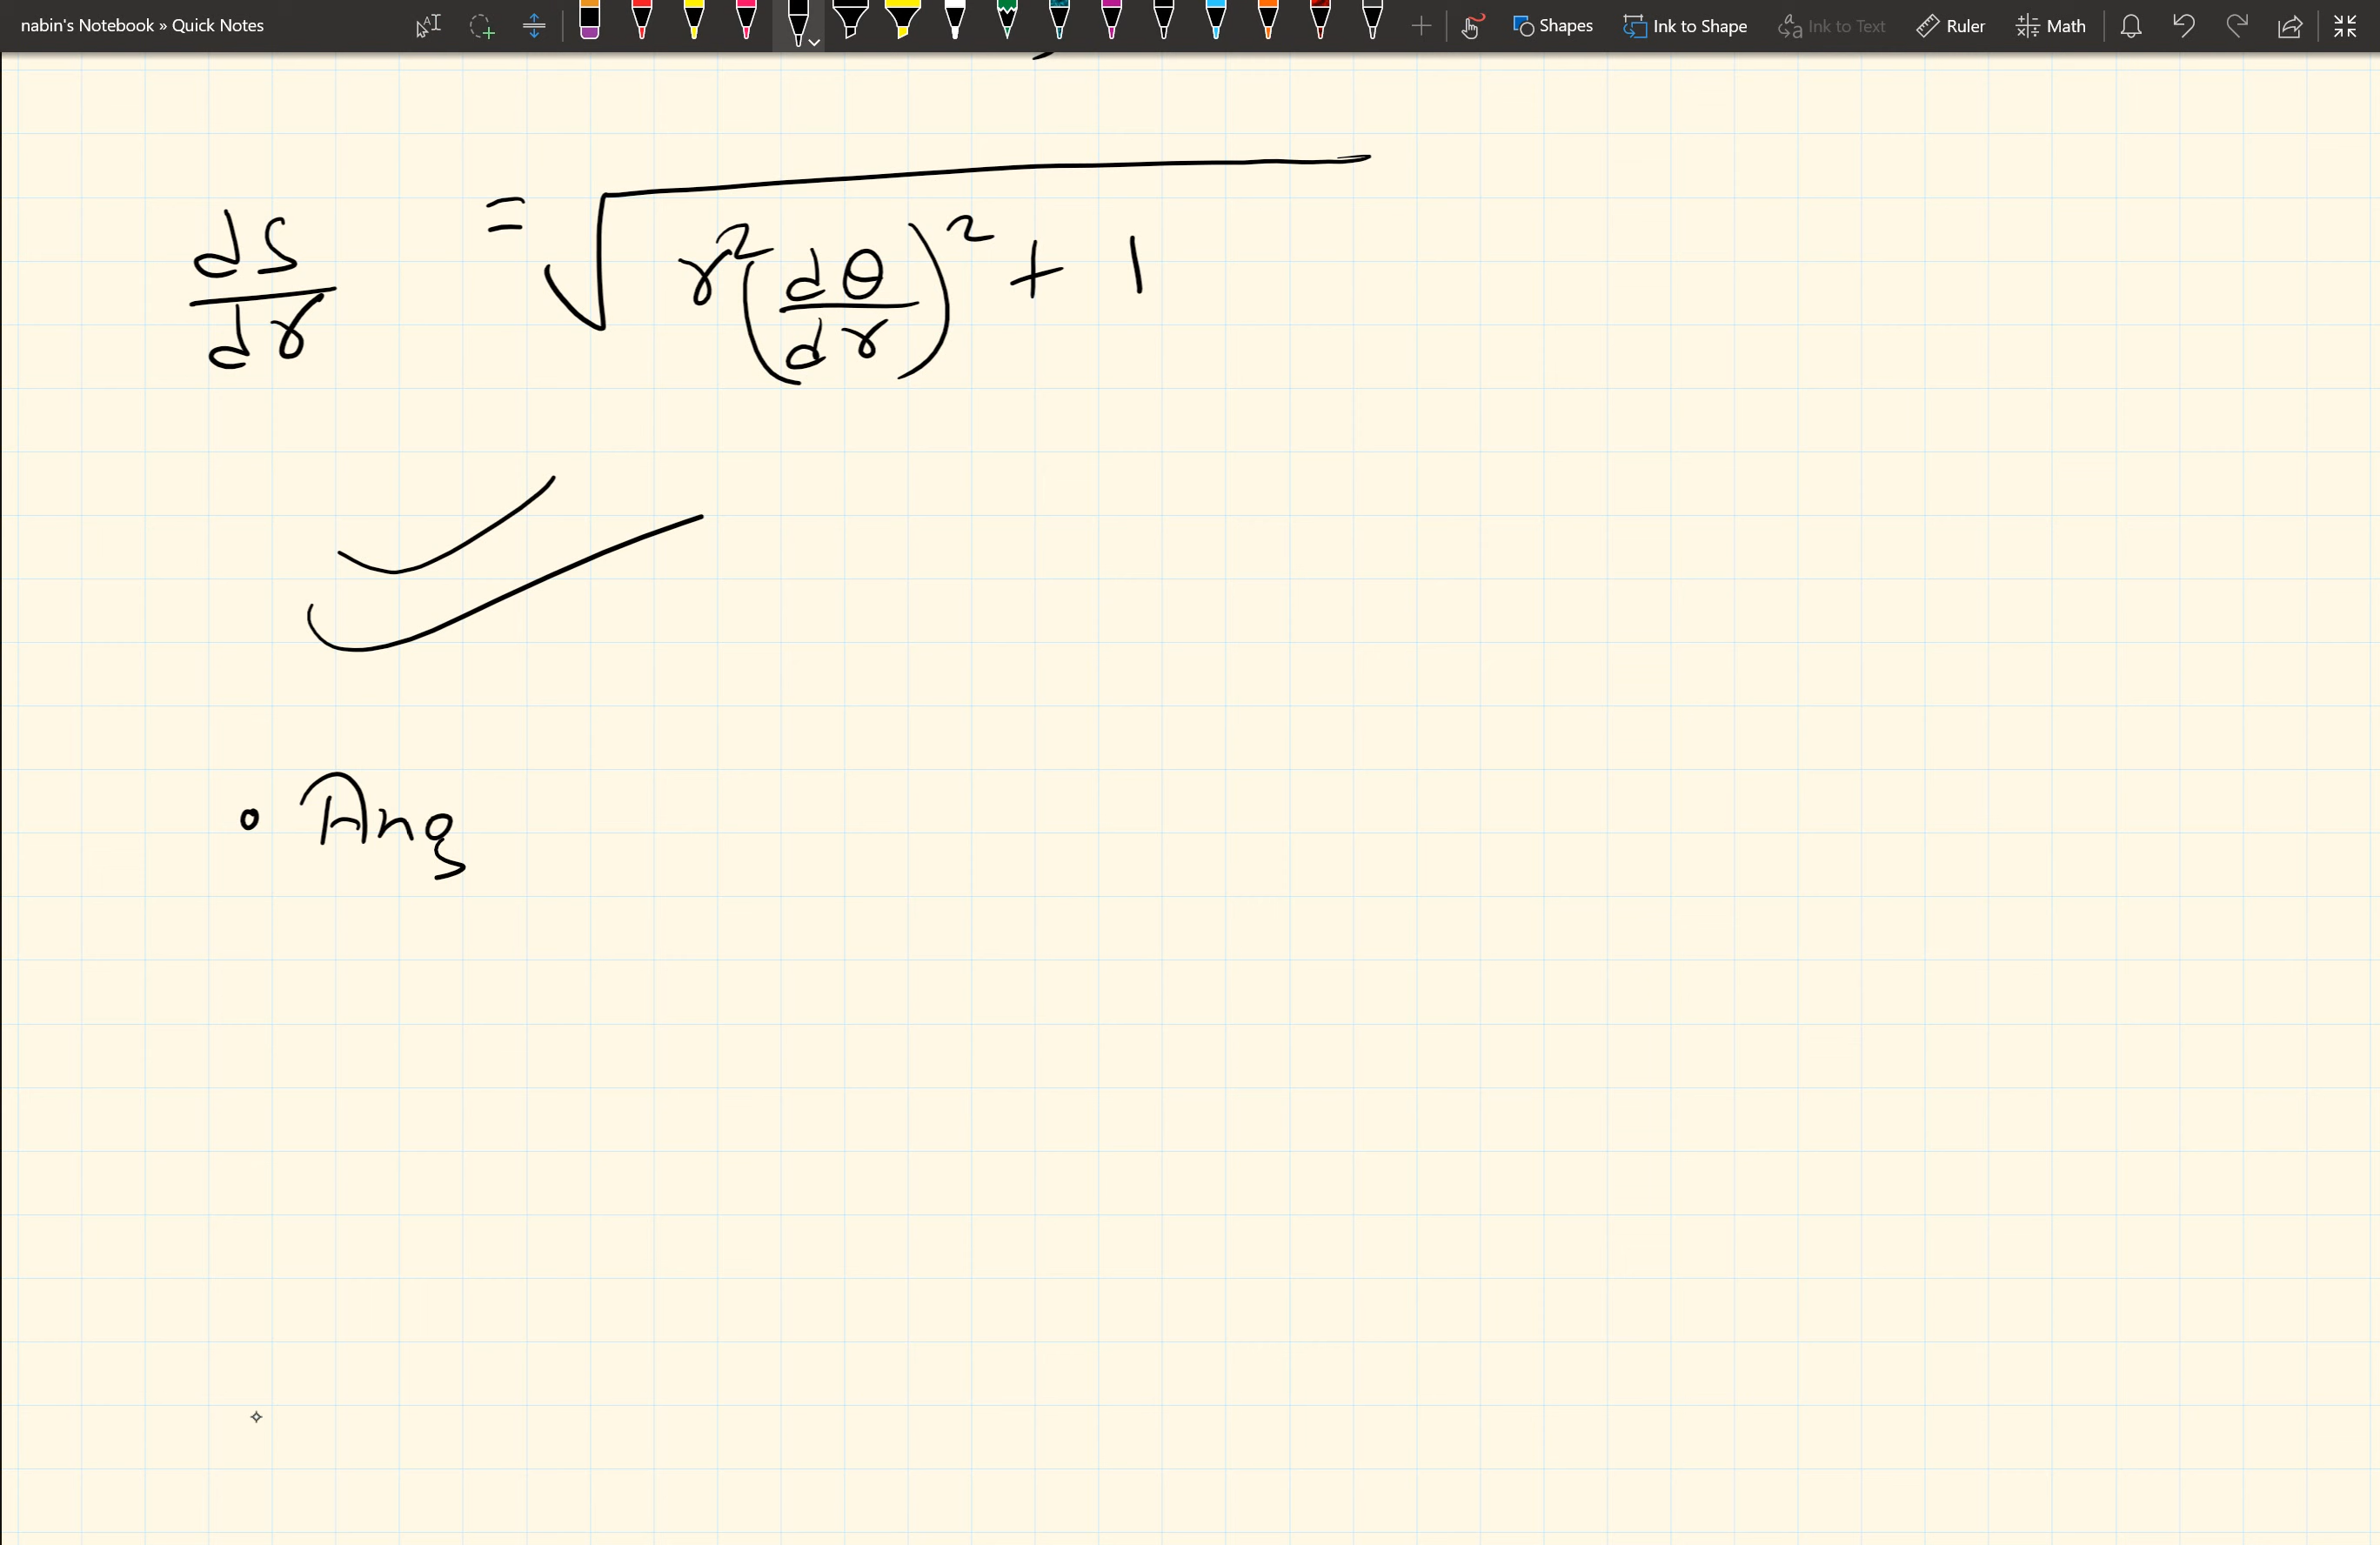 nabin's Notebook » Quick Notes Shapes Ink to Shape Ink to Text Ruler Math
ds/dr = √(r²(dθ/dr)² + 1)
Ang